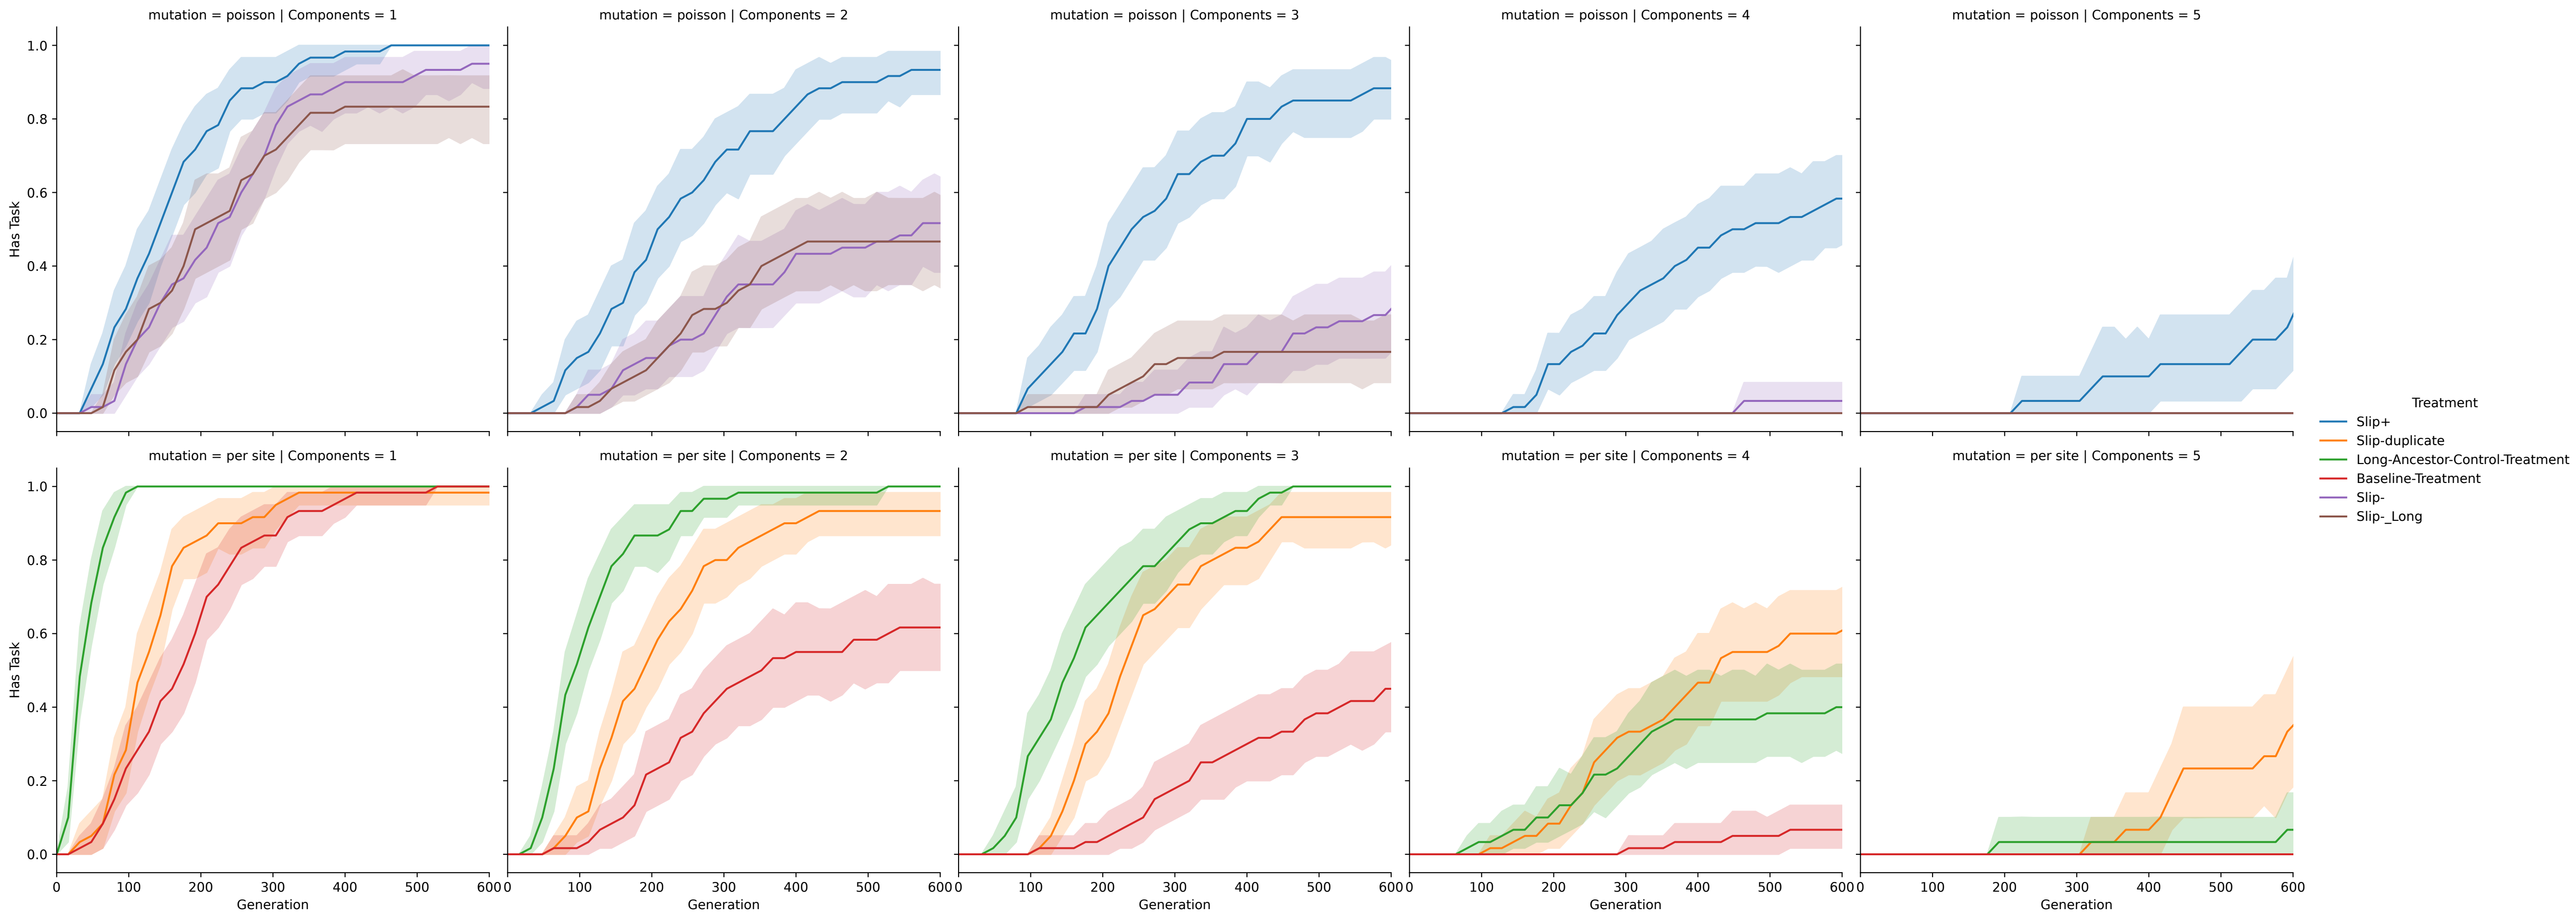 mutation = poisson | Components = 1
mutation = poisson | Components = 2
mutation = poisson | Components = 3
mutation = poisson | Components = 4
mutation = poisson | Components = 5
1.0
0.8
0.6
0.4
0.2
0.0
Has Task
mutation = per site | Components = 1
mutation = per site | Components = 2
mutation = per site | Components = 3
mutation = per site | Components = 4
mutation = per site | Components = 5
1.0
0.8
0.6
0.4
0.2
0.0
Has Task
0 100 200 300 400 500 600
0 100 200 300 400 500 600
0 100 200 300 400 500 600
0 100 200 300 400 500 600
0 100 200 300 400 500 600
Generation
Generation
Generation
Generation
Generation
Treatment
Slip+
Slip-duplicate
Long-Ancestor-Control-Treatment
Baseline-Treatment
Slip-
Slip-_Long